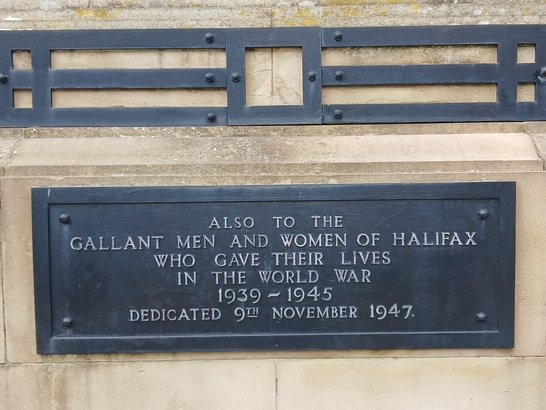 ALSO TO THE
GALLANT MEN AND WOMEN OF HALIFAX
WHO GAVE THEIR LIVES
IN THE WORLD WAR
1939 ~ 1945
DEDICATED 9TH NOVEMBER 1947.